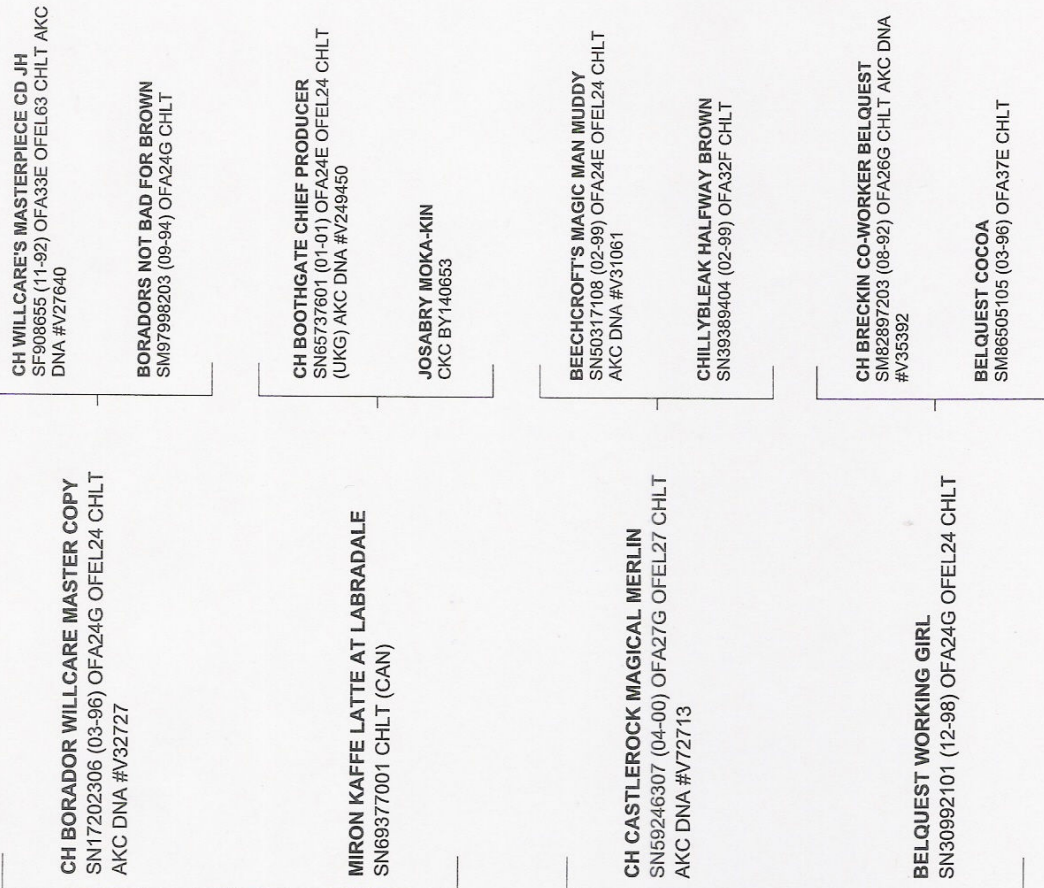 CH BORADOR WILLCARE MASTER COPY
SN17202306 (03-96) OFA24G OFEL24 CHLT
AKC DNA #V32727
MIRON KAFFE LATTE AT LABRADALE
SN69377001 CHLT (CAN)
CH CASTLEROCK MAGICAL MERLIN
SN59246307 (04-00) OFA27G OFEL27 CHLT
AKC DNA #V72713
BELQUEST WORKING GIRL
SN30992101 (12-98) OFA24G OFEL24 CHLT
CH WILLCARE'S MASTERPIECE CD JH
SF908655 (11-92) OFA33E OFEL63 CHLT AKC
DNA #V27640
BORADORS NOT BAD FOR BROWN
SM97998203 (09-94) OFA24G CHLT
CH BOOTHGATE CHIEF PRODUCER
SN65737601 (01-01) OFA24E OFEL24 CHLT
(UKG) AKC DNA #V249450
JOSABRY MOKA-KIN
CKC BY140653
BEECHCROFT'S MAGIC MAN MUDDY
SN50317108 (02-99) OFA24E OFEL24 CHLT
AKC DNA #V31061
CHILLYBLEAK HALFWAY BROWN
SN39389404 (02-99) OFA32F CHLT
CH BRECKIN CO-WORKER BELQUEST
SM82897203 (08-92) OFA26G CHLT AKC DNA
#V35392
BELQUEST COCOA
SM86505105 (03-96) OFA37E CHLT